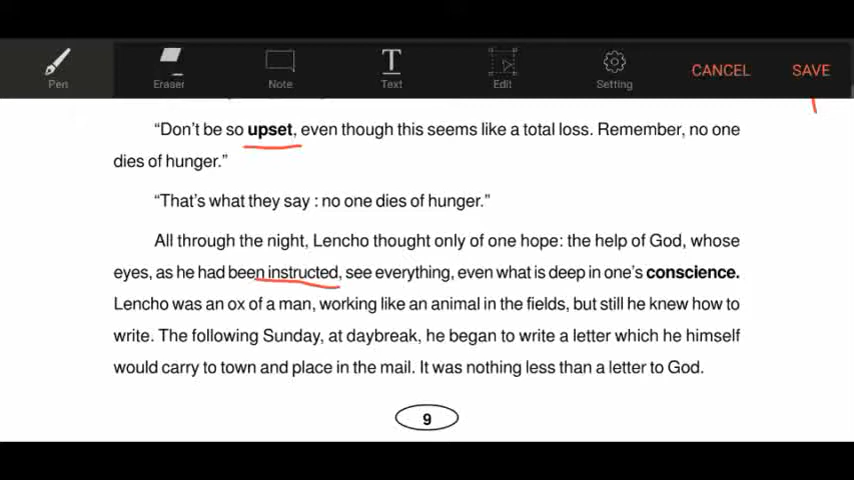 Pen
Eraser
Note
T
Text
Edit
Setting
CANCEL
SAVE
“Don’t be so upset, even though this seems like a total loss. Remember, no one
dies of hunger.”
“That’s what they say : no one dies of hunger.”
All through the night, Lencho thought only of one hope: the help of God, whose
eyes, as he had been instructed, see everything, even what is deep in one’s conscience.
Lencho was an ox of a man, working like an animal in the fields, but still he knew how to
write. The following Sunday, at daybreak, he began to write a letter which he himself
would carry to town and place in the mail. It was nothing less than a letter to God.
9